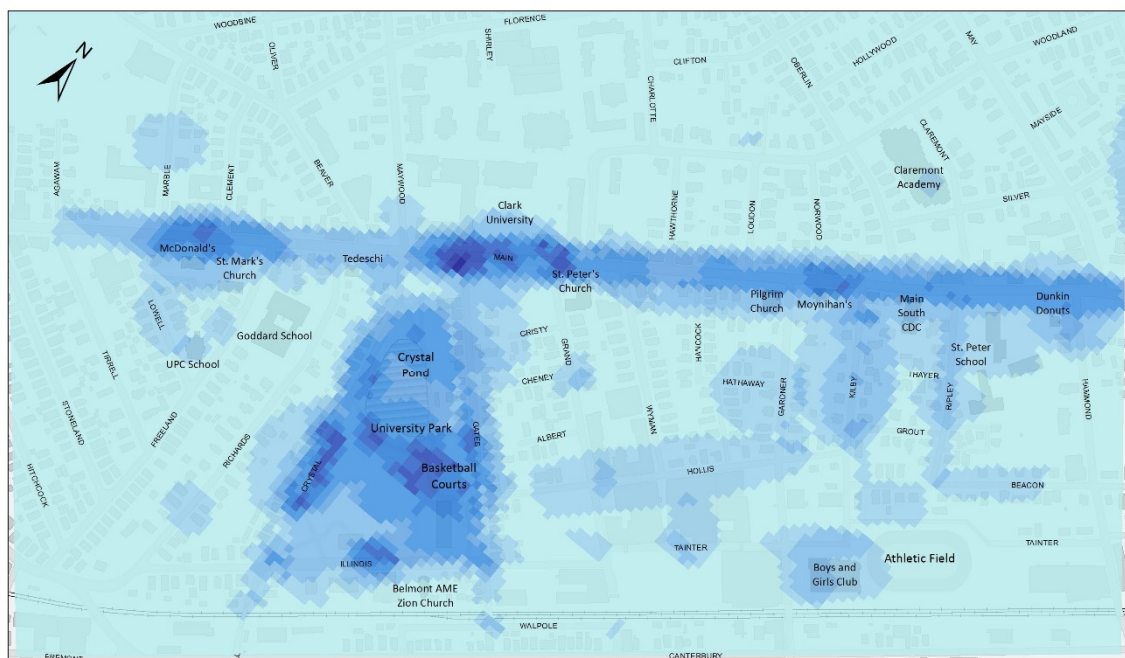 WOODBINE
FLORENCE
OLIVER
SHIRLEY
CLIFTON
OBERLIN
HOLLYWOOD
MAY
WOODLAND
N
CHARLOTTE
MAYSIDE
CLAREMONT
AGAWAM
MARBLE
CLEMENT
BEAVER
MAYWOOD
Claremont
Academy
SILVER
Clark
University
HAWTHORNE
LOUDON
NORWOOD
McDonald's
St. Mark's
Church
Tedeschi
MAIN
St. Peter's
Church
Pilgrim
Church
Moynihan's
Main
South
CDC
Dunkin
Donuts
LOWELL
Goddard School
CRISTY
GRAND
HANCOCK
St. Peter
School
TIRRELL
UPC School
Crystal
Pond
CHENEY
HATHAWAY
GARDNER
KILBY
THAYER
RIPLEY
HAMMOND
STONELAND
FREELAND
RICHARDS
University Park
GATES
ALBERT
WYMAN
GROUT
HITCHCOCK
CRYSTAL
Basketball
Courts
HOLLIS
BEACON
ILLINOIS
TAINTER
Boys and
Girls Club
Athletic Field
TAINTER
Belmont AME
Zion Church
WALPOLE
FREMONT
CANTERBURY